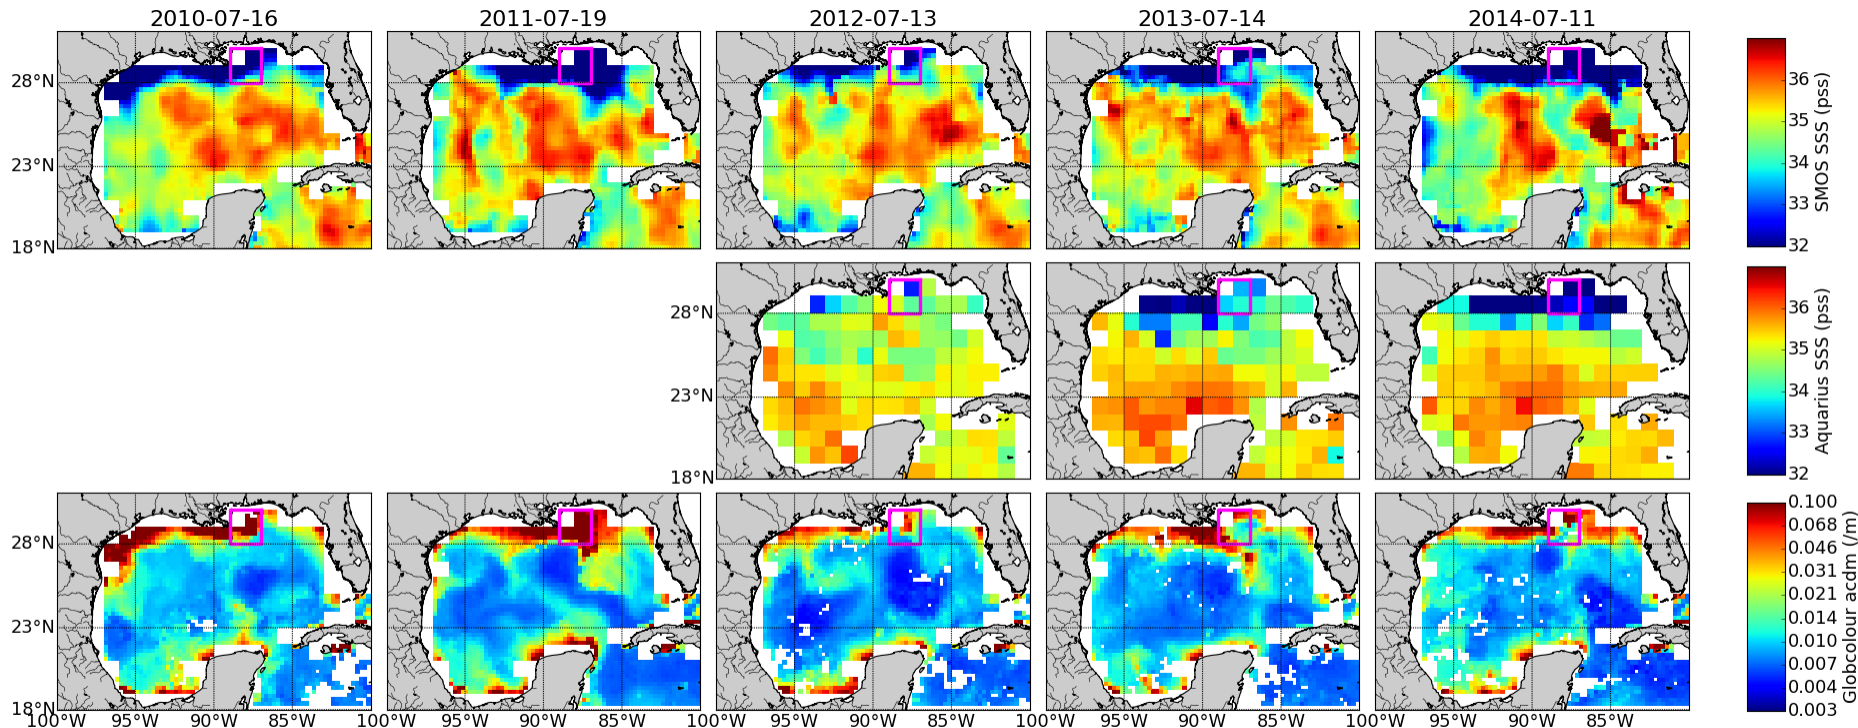 2010-07-16 2011-07-19 2012-07-13 2013-07-14 2014-07-11
28°N
23°N
18°N
36
35
34
33
32
SMOS SSS (pss)
28°N
23°N
18°N
36
35
34
33
32
Aquarius SSS (pss)
28°N
23°N
18°N
100°W 95°W 90°W 85°W 100°W 95°W 90°W 85°W 100°W 95°W 90°W 85°W 100°W 95°W 90°W 85°W 100°W 95°W 90°W 85°W
0.100
0.068
0.046
0.031
0.021
0.014
0.010
0.007
0.004
0.003
Globcolour acdm (/m)